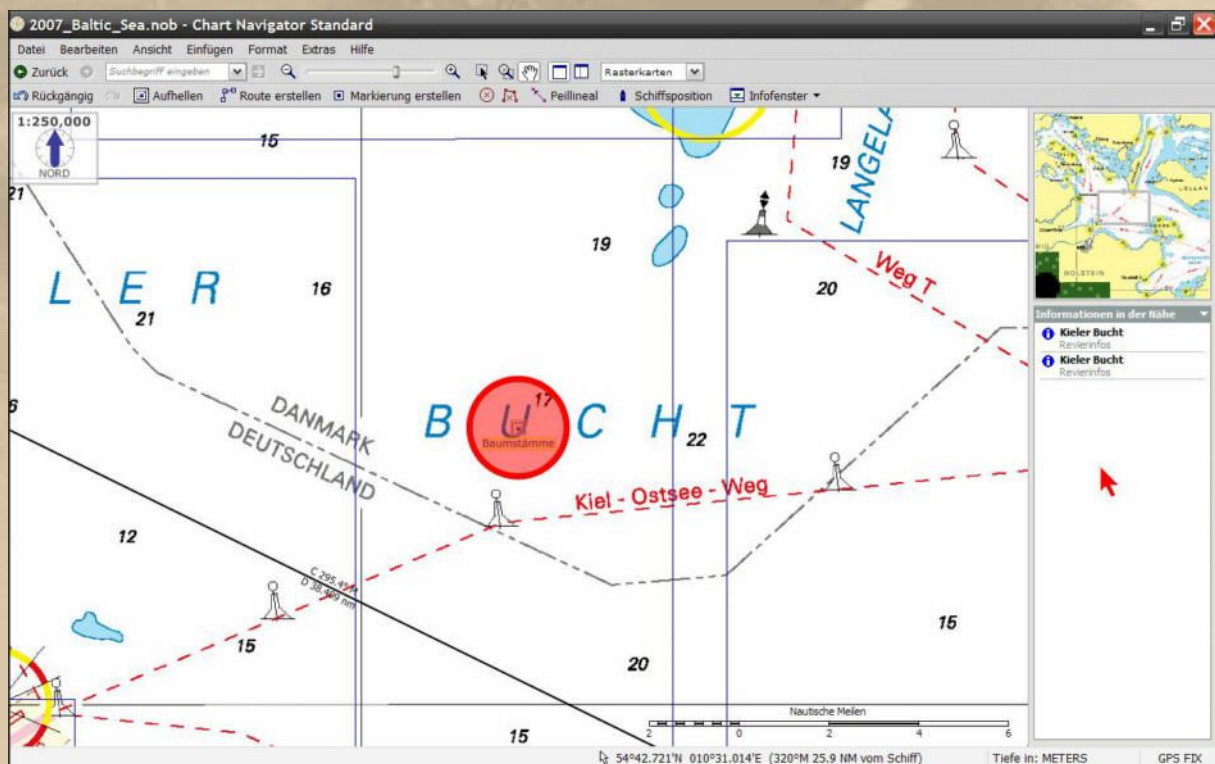 2007_Baltic_Sea.nob - Chart Navigator Standard
Datei Bearbeiten Ansicht Einfügen Format Extras Hilfe
Zurück Suchbegriff eingeben Rasterkarten
Rückgängig Aufhellen Route erstellen Markierung erstellen Peillineal Schiffsposition Infofenster
1:250,000
NORD
15
19
LANGELA
21
19
L E R
16
21
Weg T
20
DANMARK
DEUTSCHLAND
17
B U C H T
Baumstämme
22
6
Kiel - Ostsee - Weg
12
15
15
20
15
Nautische Meilen
2 0 2 4 6
LOLLAN
HOLSTEIN
Informationen in der Nähe
Kieler Bucht
Revierinfos
Kieler Bucht
Revierinfos
54°42.721'N 010°31.014'E (320°M 25.9 NM vom Schiff) Tiefe in: METERS GPS FIX